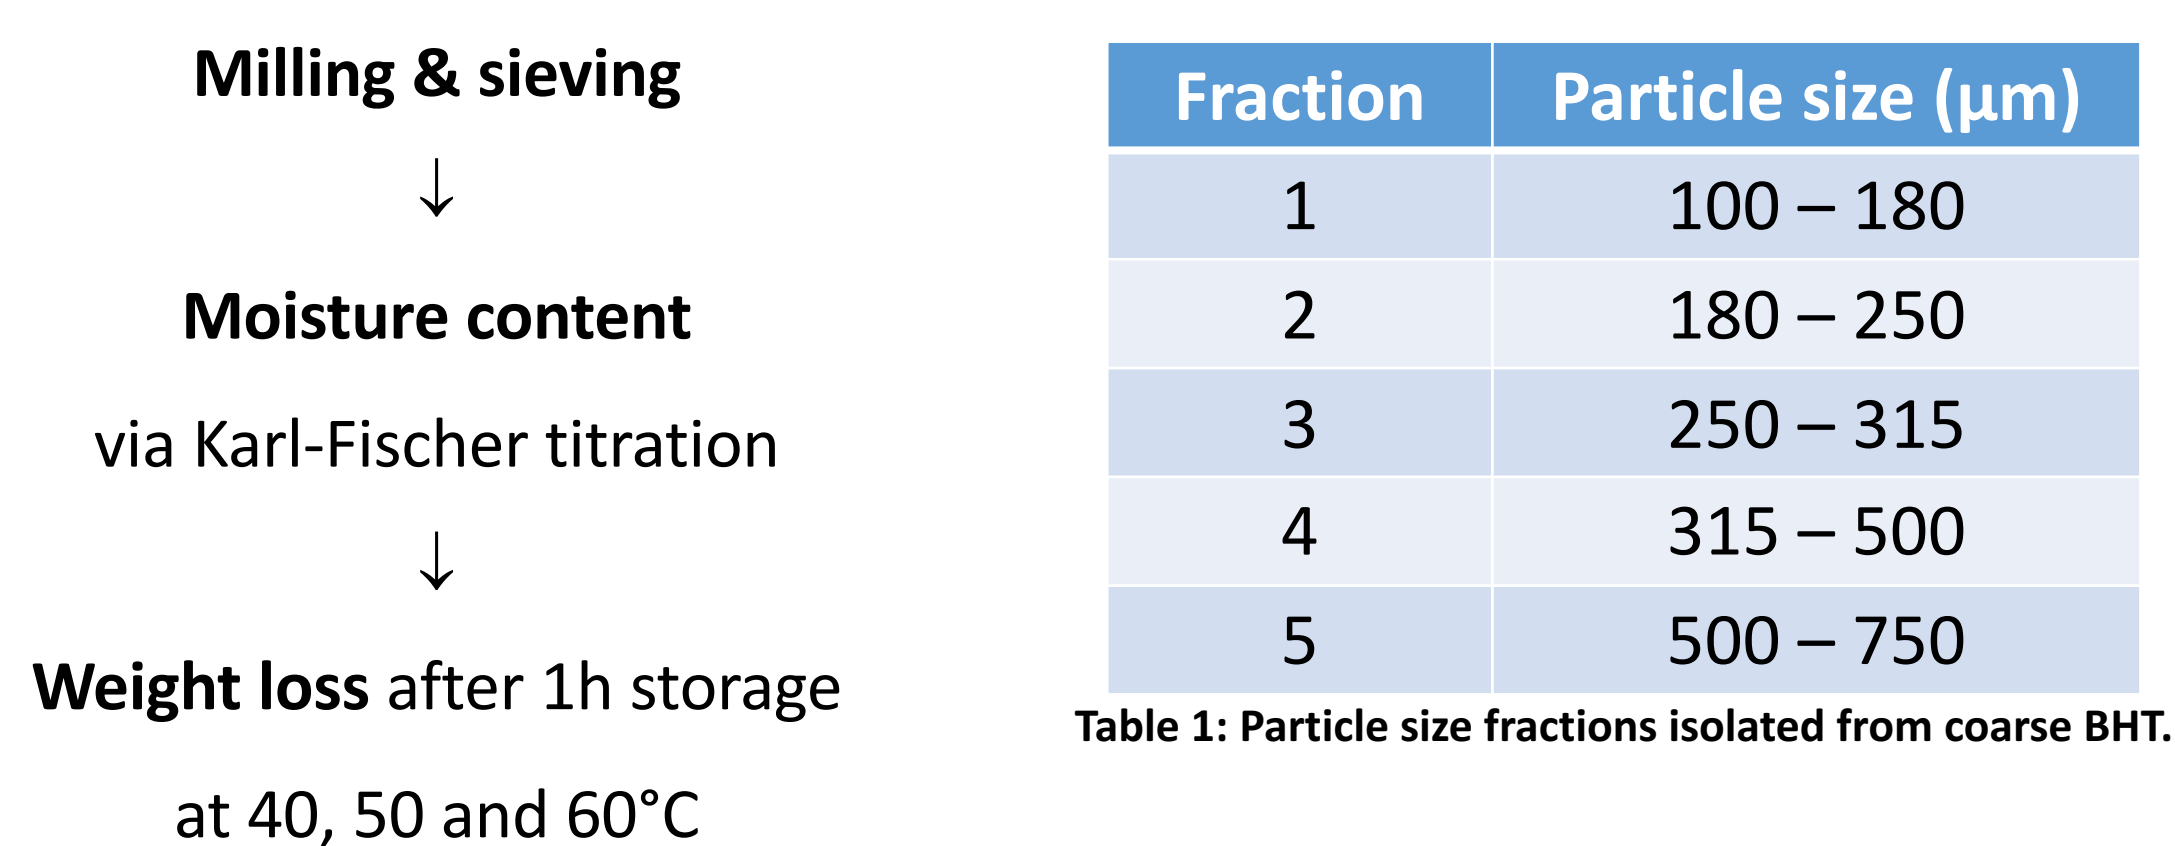 Milling & sieving
↓
Moisture content
via Karl-Fischer titration
↓
Weight loss after 1h storage
at 40, 50 and 60°C
Fraction Particle size (µm)
1 100 – 180
2 180 – 250
3 250 – 315
4 315 – 500
5 500 – 750
Table 1: Particle size fractions isolated from coarse BHT.